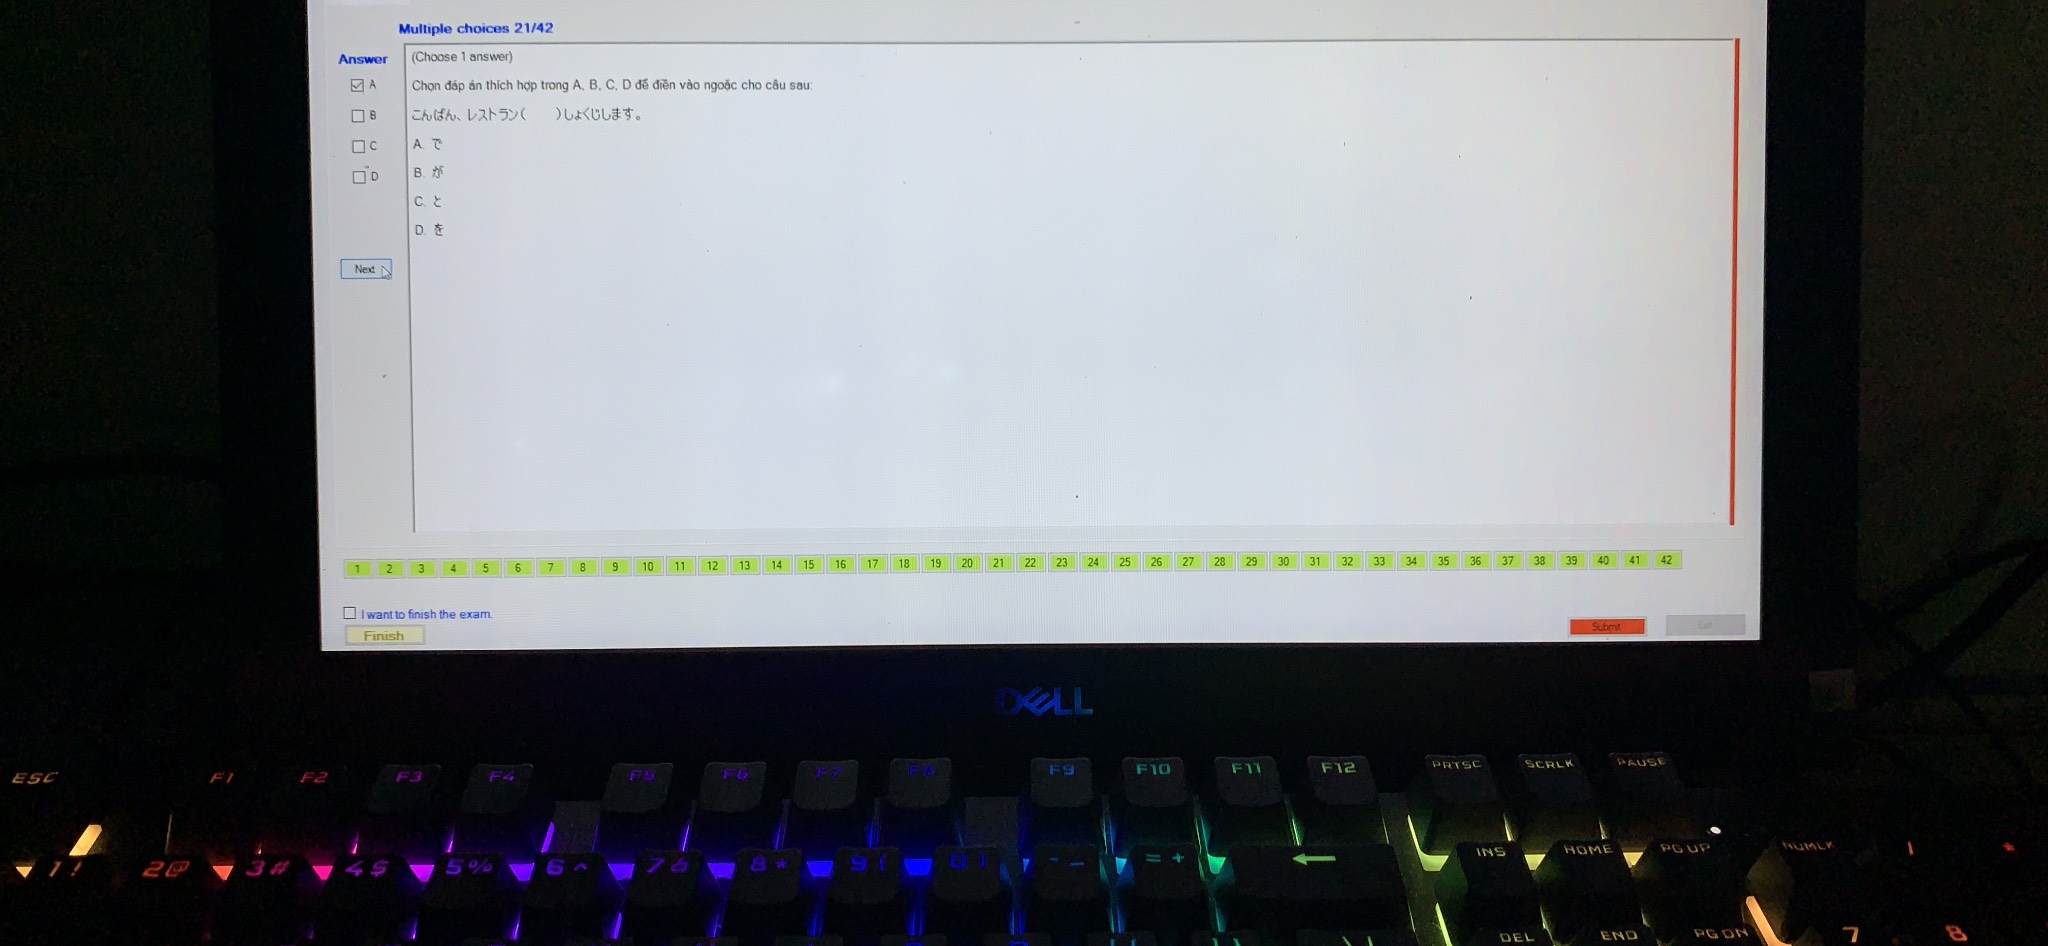 Multiple choices 21/42
Answer
(Choose 1 answer)
A
Chọn đáp án thích hợp trong A, B, C, D để điền vào ngoặc cho câu sau:
B
こんばん、レストラン(　　)しょくじします。
C
A. で
D
B. が
C. と
D. を
Next
1 2 3 4 5 6 7 8 9 10 11 12 13 14 15 16 17 18 19 20 21 22 23 24 25 26 27 28 29 30 31 32 33 34 35 36 37 38 39 40 41 42
I want to finish the exam.
Finish
Submit
Exit
DELL
ESC F1 F2 F3 F4 F5 F6 F7 F8 F9 F10 F11 F12 PRTSC SCRLK PAUSE
1! 2@ 3# 4$ 5% 6^ 7& 8* 9( 0) -_ =+ ← INS HOME PG UP NUMLK
DEL END PG DN 7 8